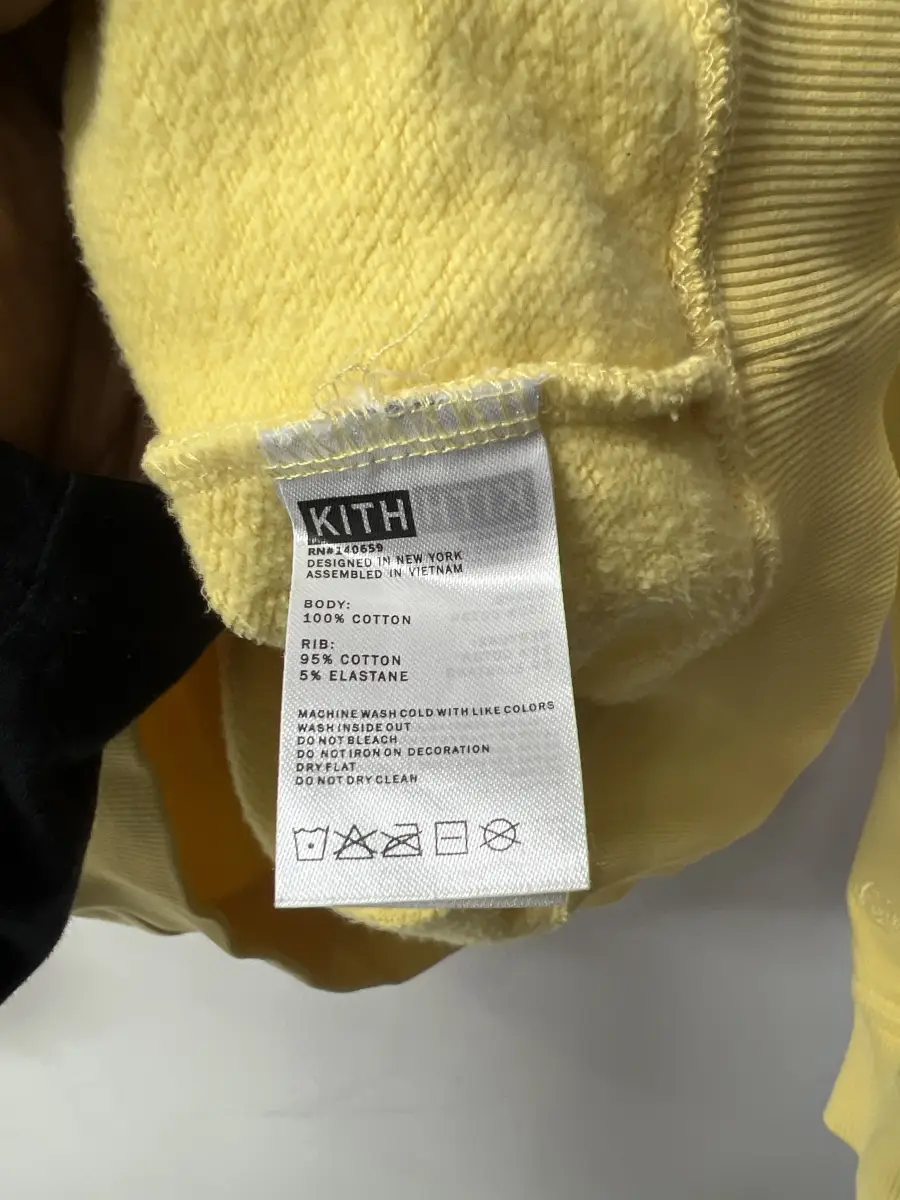 KITH
RN#140659
DESIGNED IN NEW YORK
ASSEMBLED IN VIETNAM
BODY:
100% COTTON
RIB:
95% COTTON
5% ELASTANE
MACHINE WASH COLD WITH LIKE COLORS
WASH INSIDE OUT
DO NOT BLEACH
DO NOT IRON ON DECORATION
DRY FLAT
DO NOT DRY CLEAN